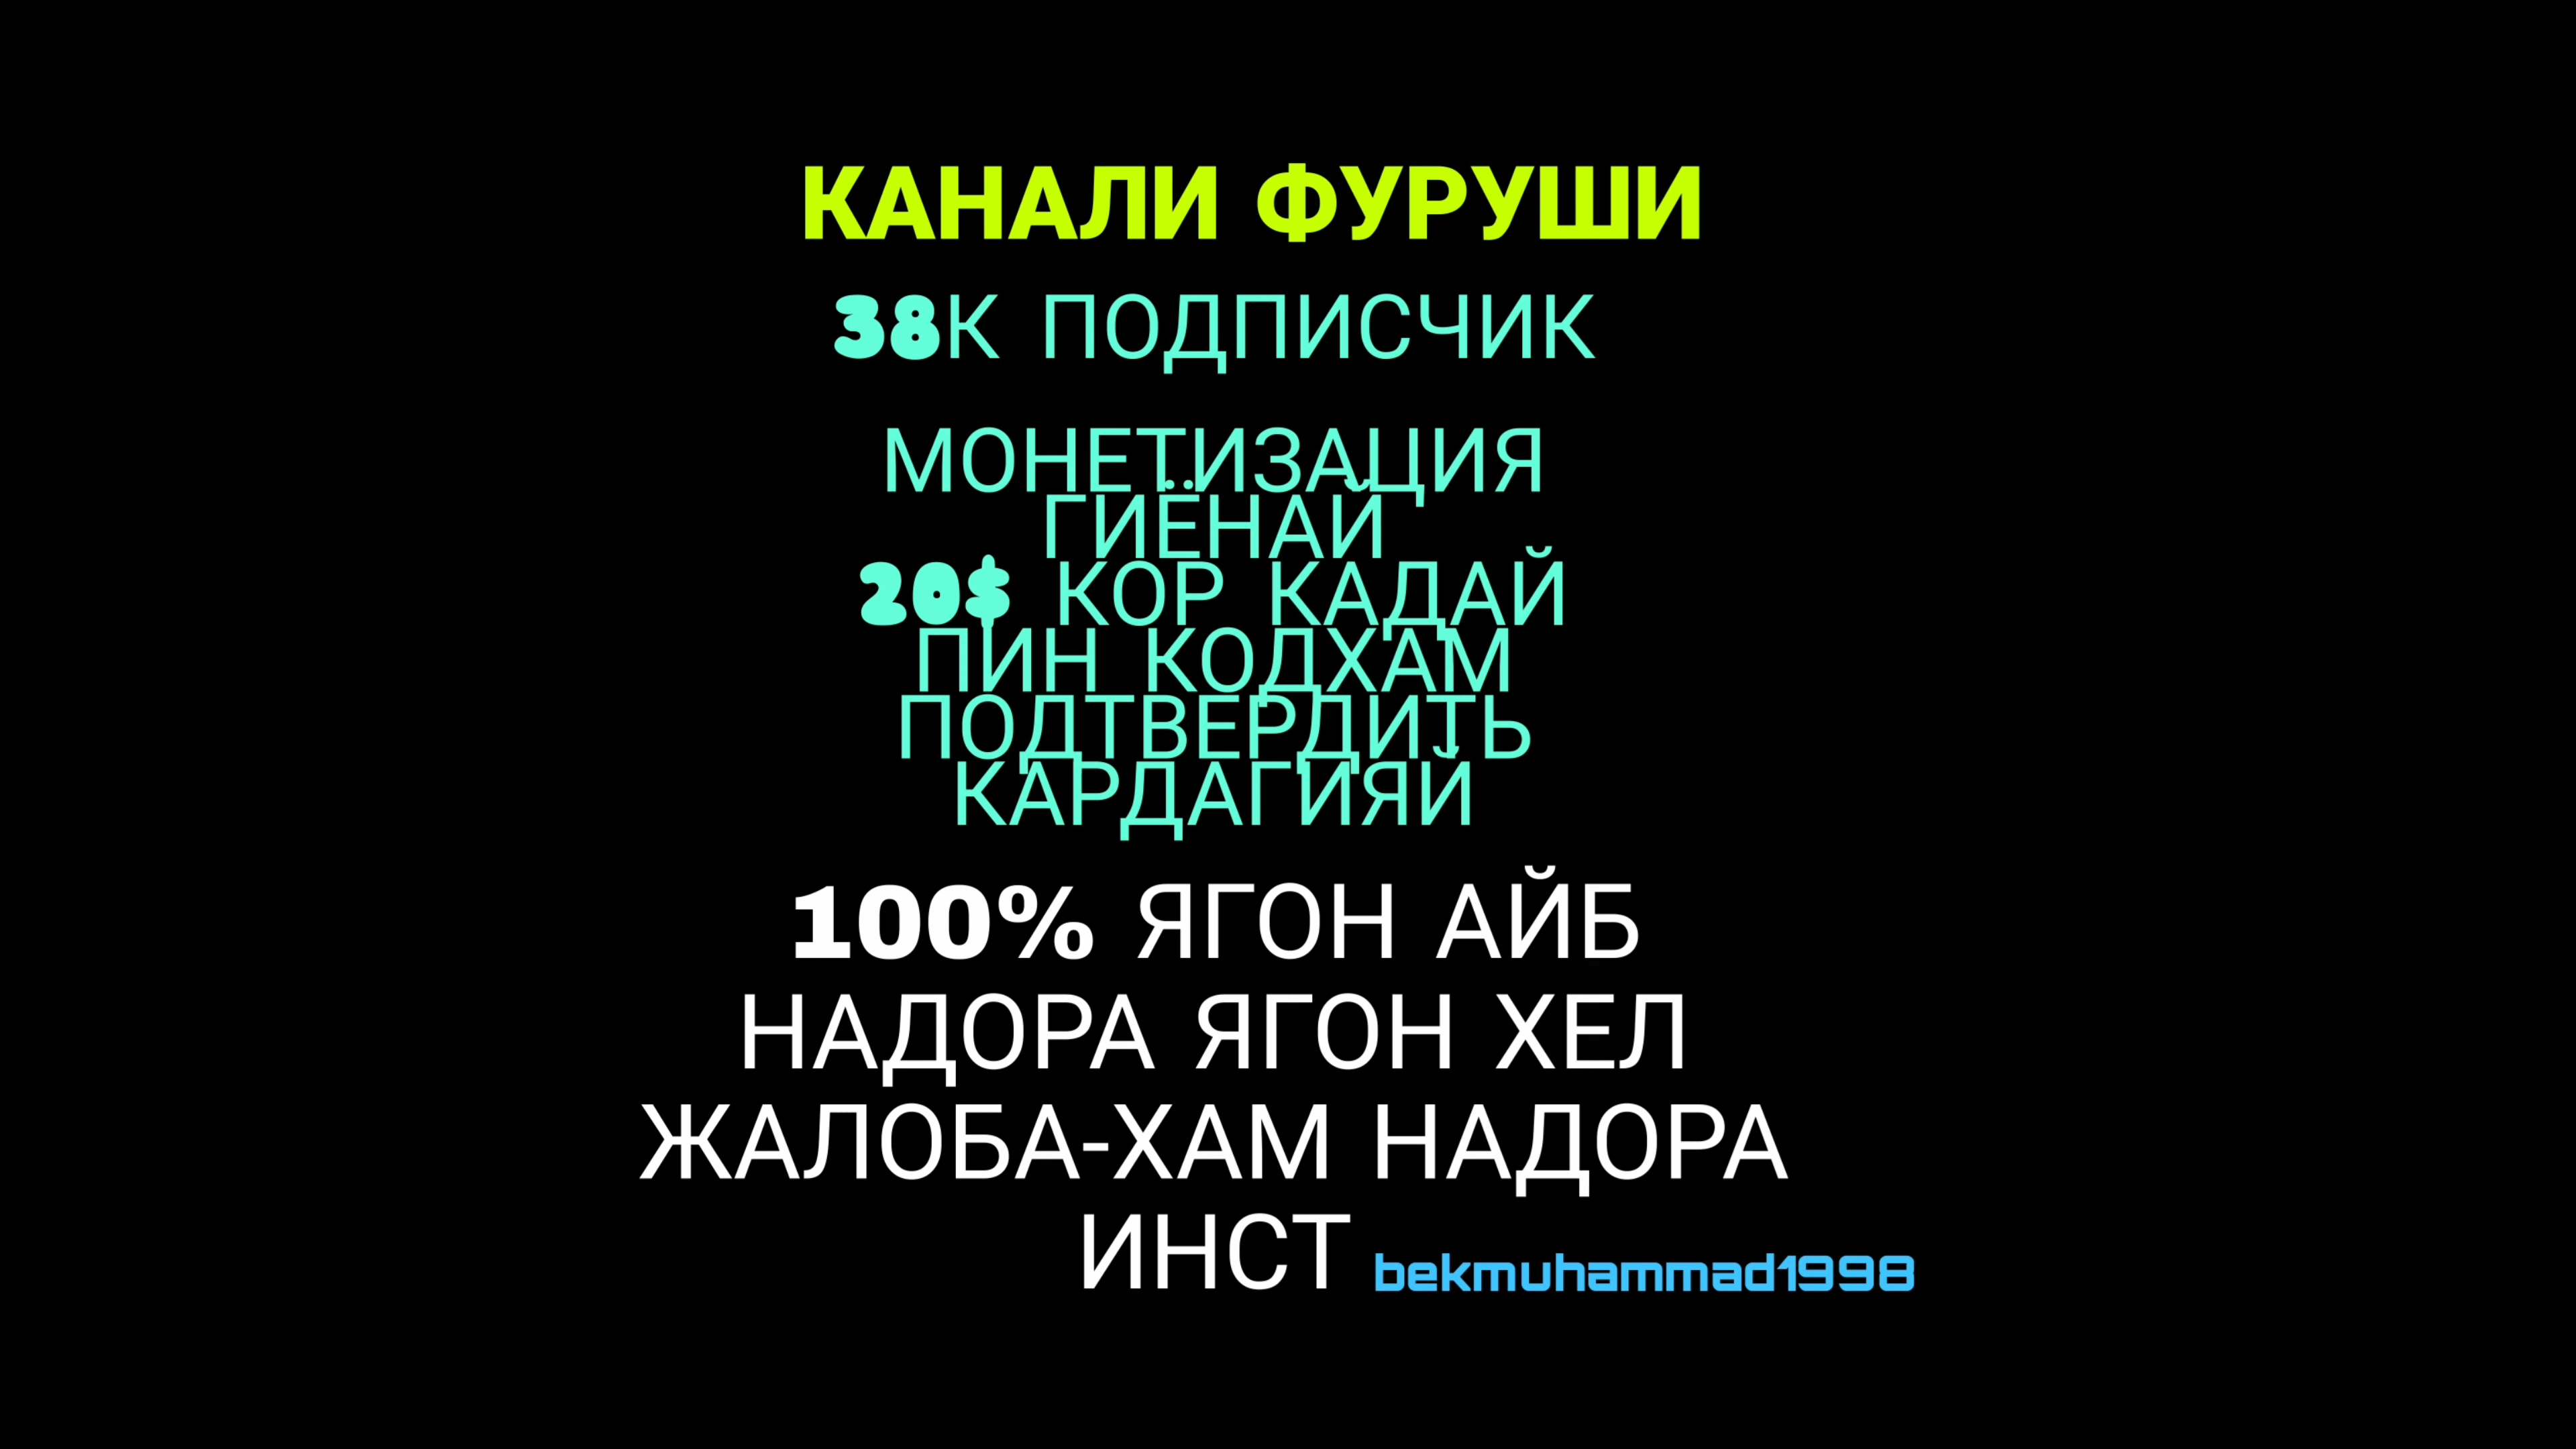 КАНАЛИ ФУРУШИ
38К ПОДПИСЧИК
МОНЕТИЗАЦИЯ
ГИЁНАЙ
20$ КОР КАДАЙ
ПИН КОДХАМ
ПОДТВЕРДИТЬ
КАРДАГИЯЙ
100% ЯГОН АЙБ
НАДОРА ЯГОН ХЕЛ
ЖАЛОБА-ХАМ НАДОРА
ИНСТ bekmuhammad1998